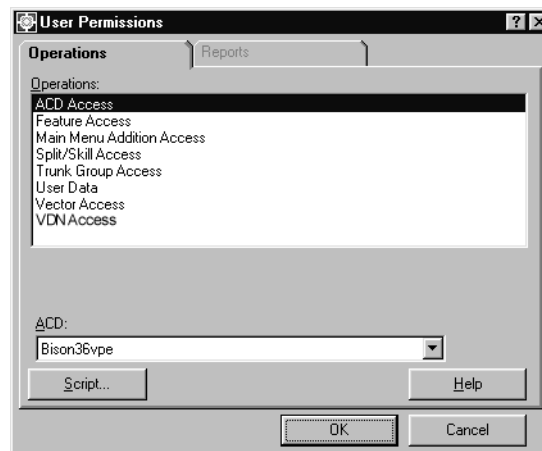 User Permissions
Operations
Reports
Operations:
ACD Access
Feature Access
Main Menu Addition Access
Split/Skill Access
Trunk Group Access
User Data
Vector Access
VDN Access
ACD:
Bison36vpe
Script...
Help
OK
Cancel